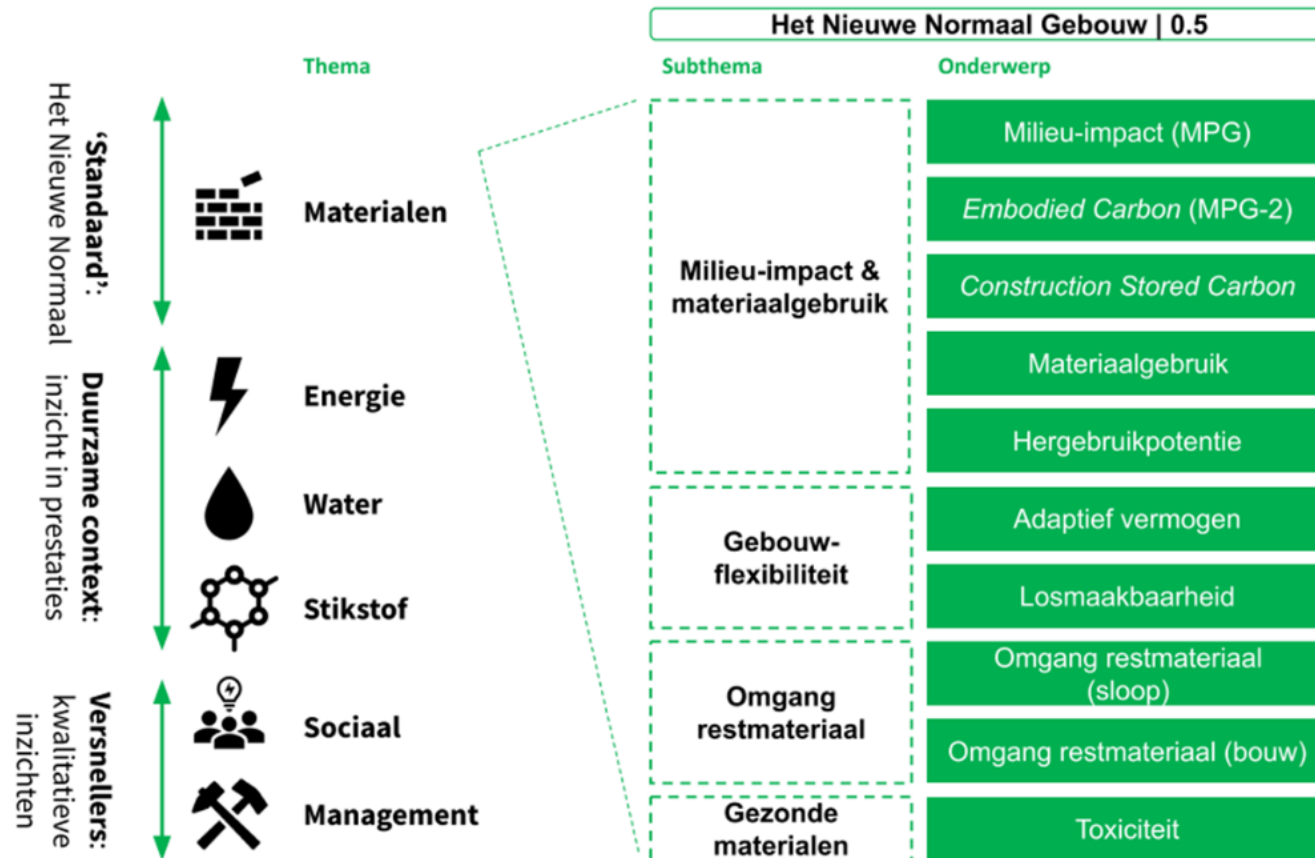 Het Nieuwe Normaal Gebouw | 0.5
Thema
Subthema
Onderwerp
‘Standaard’:
Het Nieuwe Normaal
Materialen
Duurzame context:
inzicht in prestaties
Energie
Water
Stikstof
Versnellers:
kwalitatieve
inzichten
Sociaal
Management
Milieu-impact &
materiaalgebruik
Milieu-impact (MPG)
Embodied Carbon (MPG-2)
Construction Stored Carbon
Materiaalgebruik
Hergebruikpotentie
Gebouw-
flexibiliteit
Adaptief vermogen
Losmaakbaarheid
Omgang
restmateriaal
Omgang restmateriaal
(sloop)
Omgang restmateriaal (bouw)
Gezonde
materialen
Toxiciteit